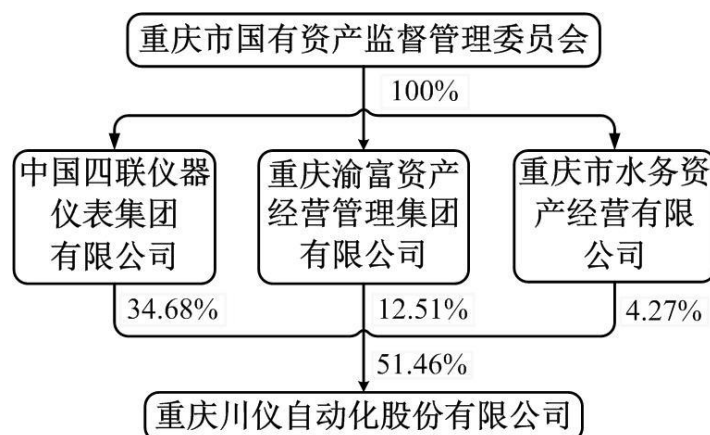 重庆市国有资产监督管理委员会
100%
中国四联仪器
仪表集团
有限公司
重庆渝富资产
经营管理集团
有限公司
重庆市水务资
产经营有限
公司
34.68%
12.51%
4.27%
51.46%
重庆川仪自动化股份有限公司